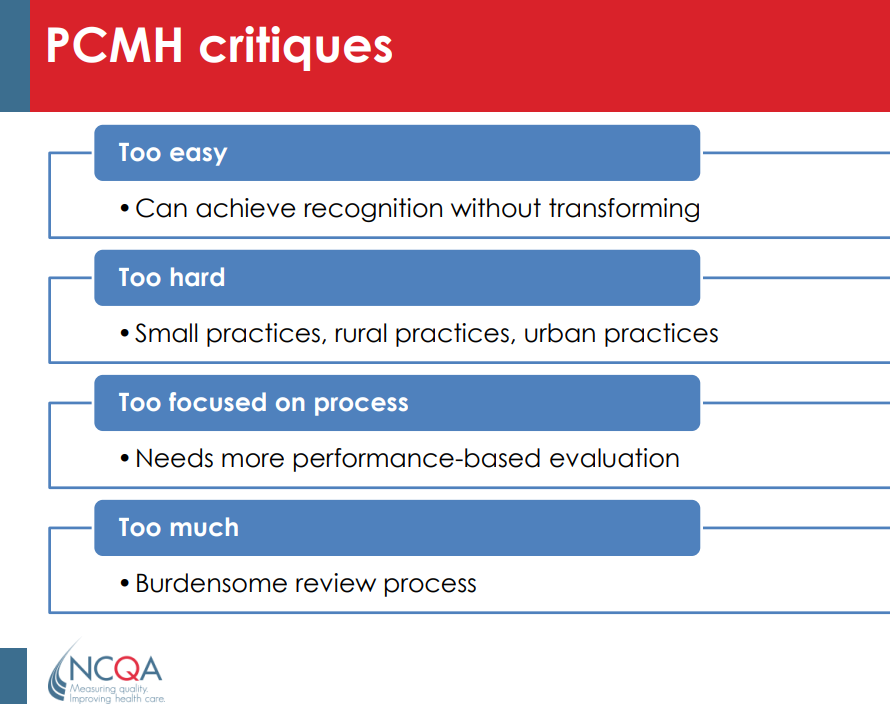 PCMH critiques
Too easy
• Can achieve recognition without transforming
Too hard
• Small practices, rural practices, urban practices
Too focused on process
• Needs more performance-based evaluation
Too much
• Burdensome review process
NCQA
Measuring quality.
Improving health care.